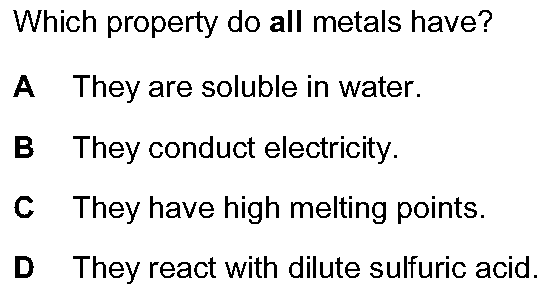 Which property do all metals have?
A They are soluble in water.
B They conduct electricity.
C They have high melting points.
D They react with dilute sulfuric acid.